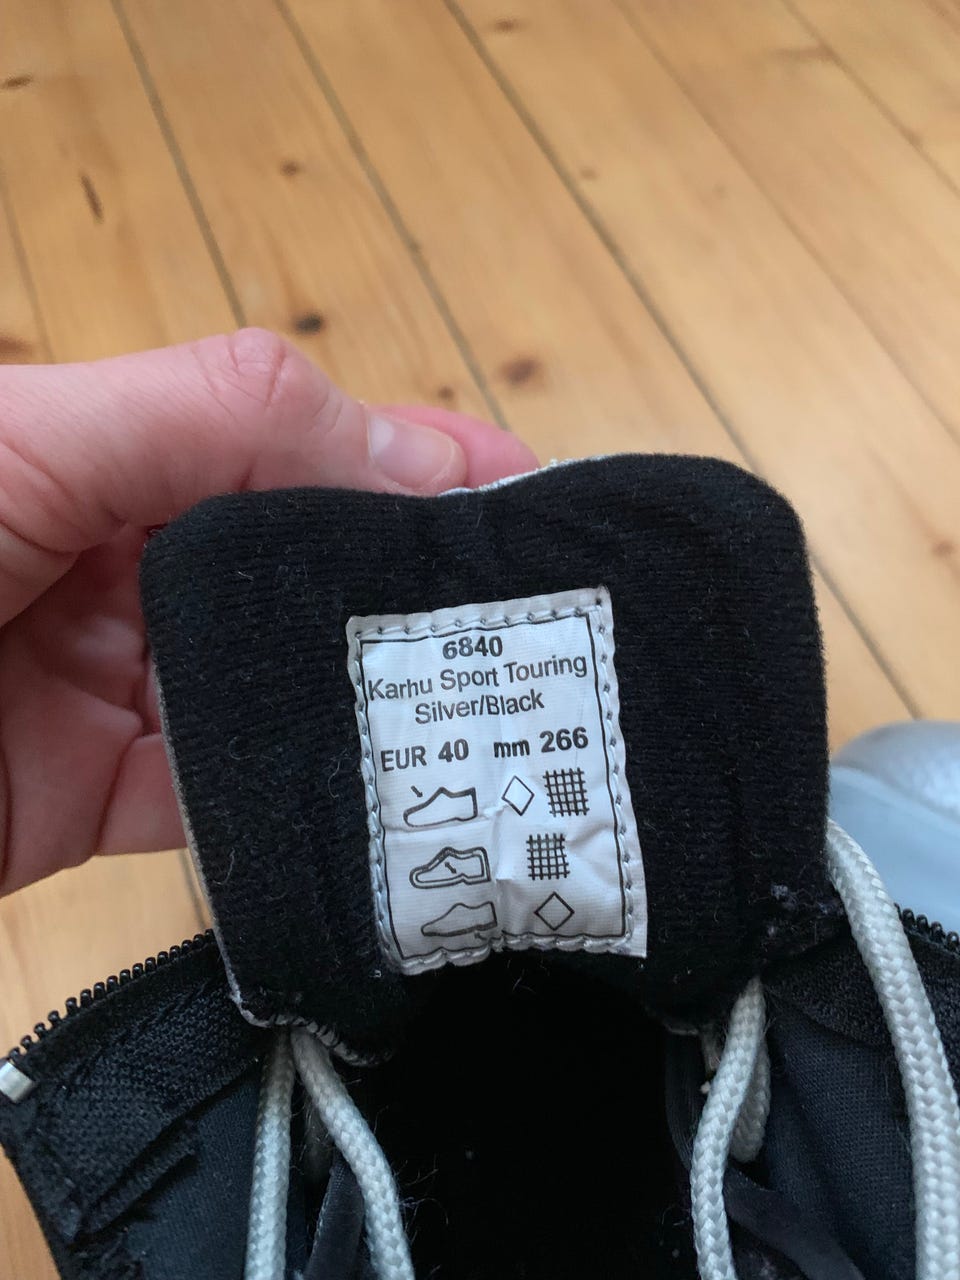 6840
Karhu Sport Touring
Silver/Black
EUR 40 mm 266